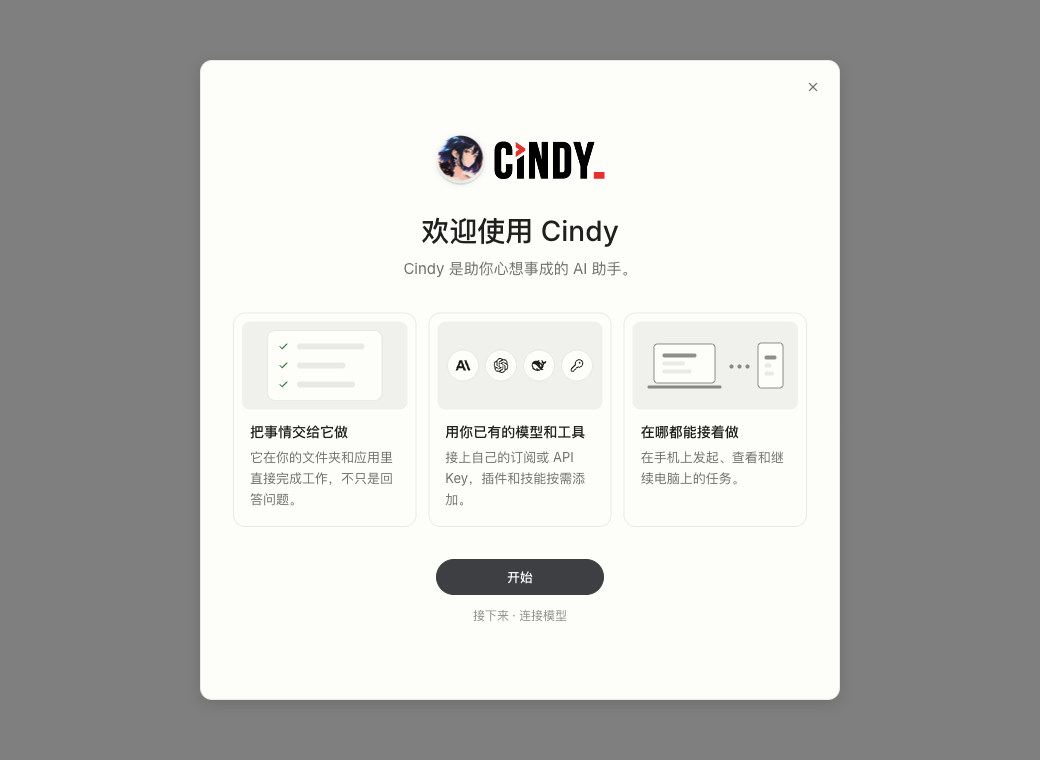 CiNDY_
欢迎使用 Cindy
Cindy 是助你心想事成的 AI 助手。
把事情交给它做
它在你的文件夹和应用里
直接完成工作，不只是回
答问题。
用你已有的模型和工具
接上自己的订阅或 API
Key，插件和技能按需添
加。
在哪都能接着做
在手机上发起、查看和继
续电脑上的任务。
开始
接下来 · 连接模型